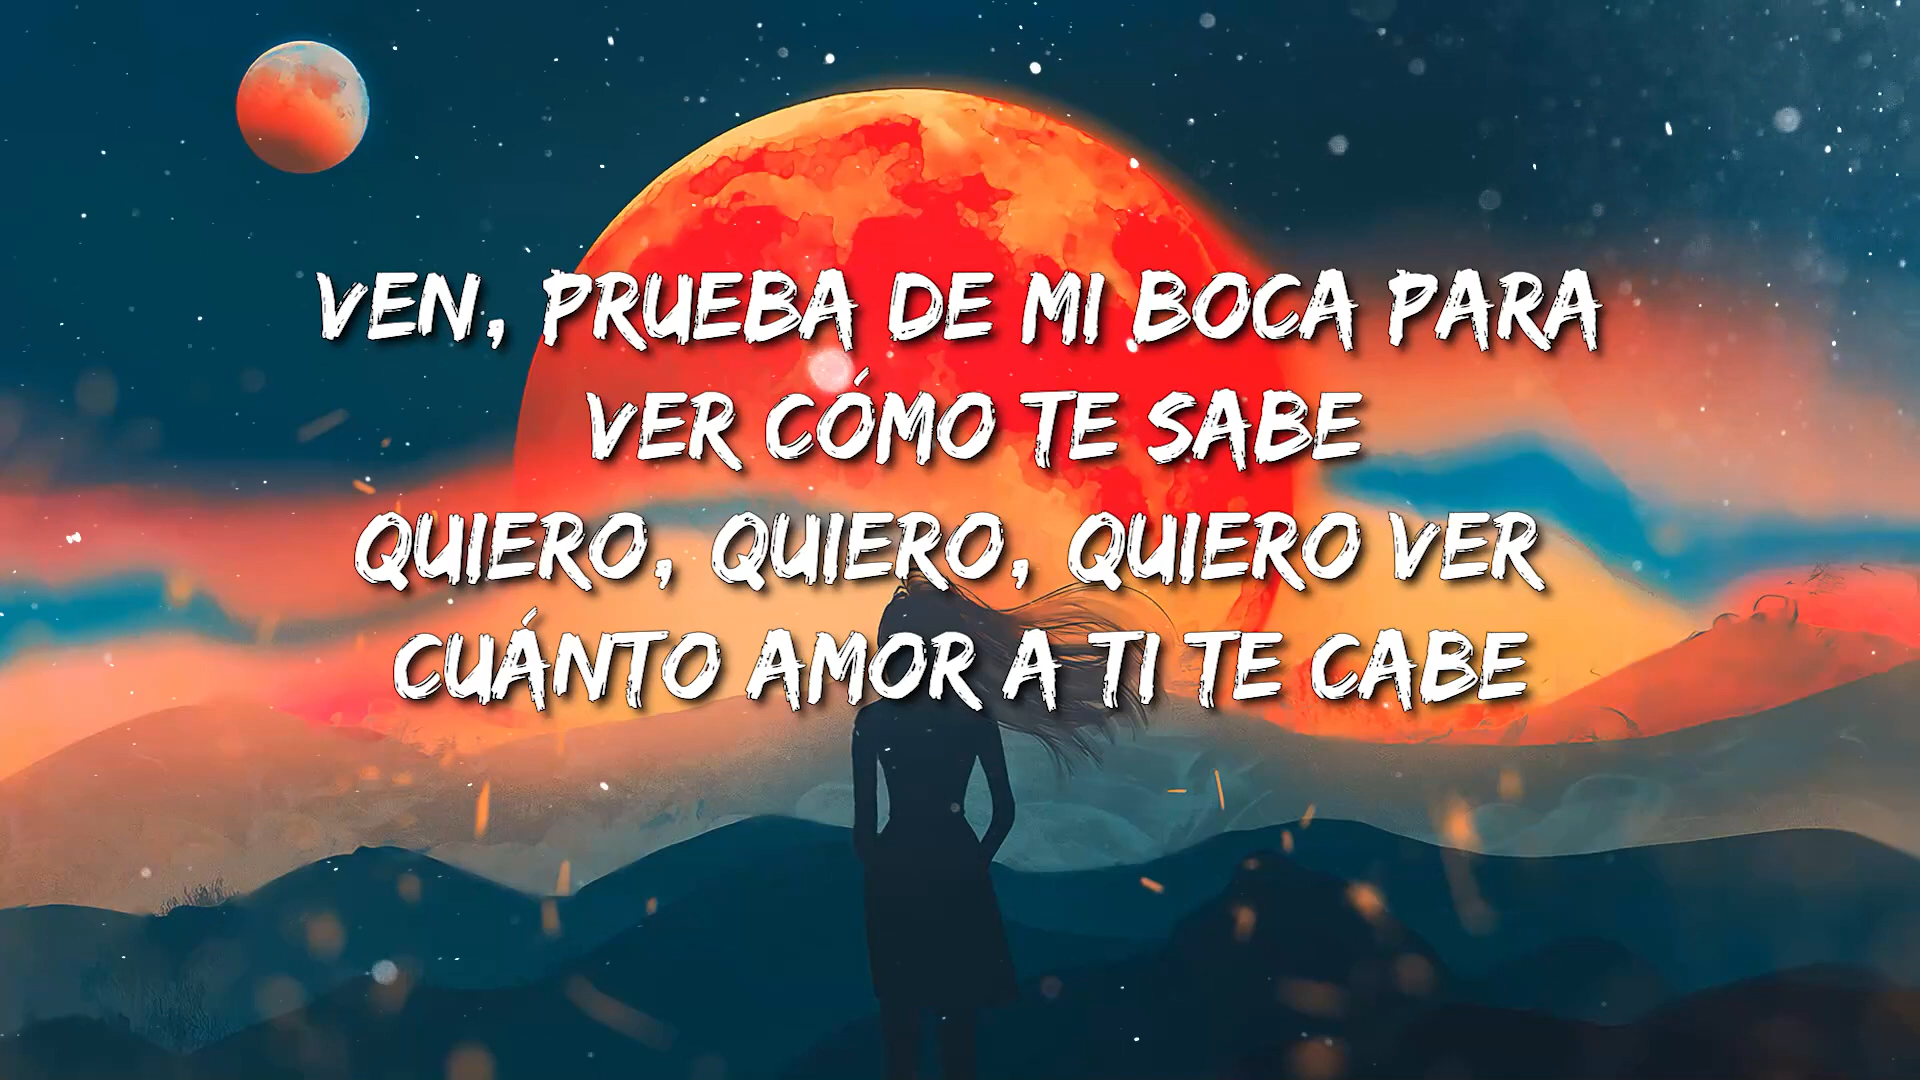 VEN, PRUEBA DE MI BOCA PARA
VER CÓMO TE SABE
QUIERO, QUIERO, QUIERO VER
CUÁNTO AMOR A TI TE CABE